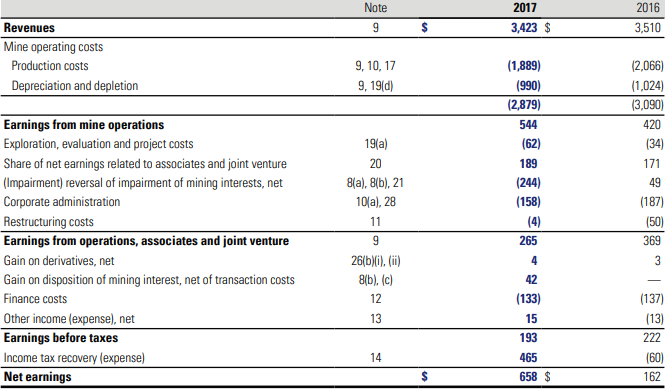 Note 2017 2016
Revenues 9 $ 3,423 $ 3,510
Mine operating costs
Production costs 9, 10, 17 (1,889) (2,066)
Depreciation and depletion 9, 19(d) (990) (1,024)
(2,879) (3,090)
Earnings from mine operations 544 420
Exploration, evaluation and project costs 19(a) (62) (34)
Share of net earnings related to associates and joint venture 20 189 171
(Impairment) reversal of impairment of mining interests, net 8(a), 8(b), 21 (244) 49
Corporate administration 10(a), 28 (158) (187)
Restructuring costs 11 (4) (50)
Earnings from operations, associates and joint venture 9 265 369
Gain on derivatives, net 26(b)(i), (ii) 4 3
Gain on disposition of mining interest, net of transaction costs 8(b), (c) 42 —
Finance costs 12 (133) (137)
Other income (expense), net 13 15 (13)
Earnings before taxes 193 222
Income tax recovery (expense) 14 465 (60)
Net earnings $ 658 $ 162